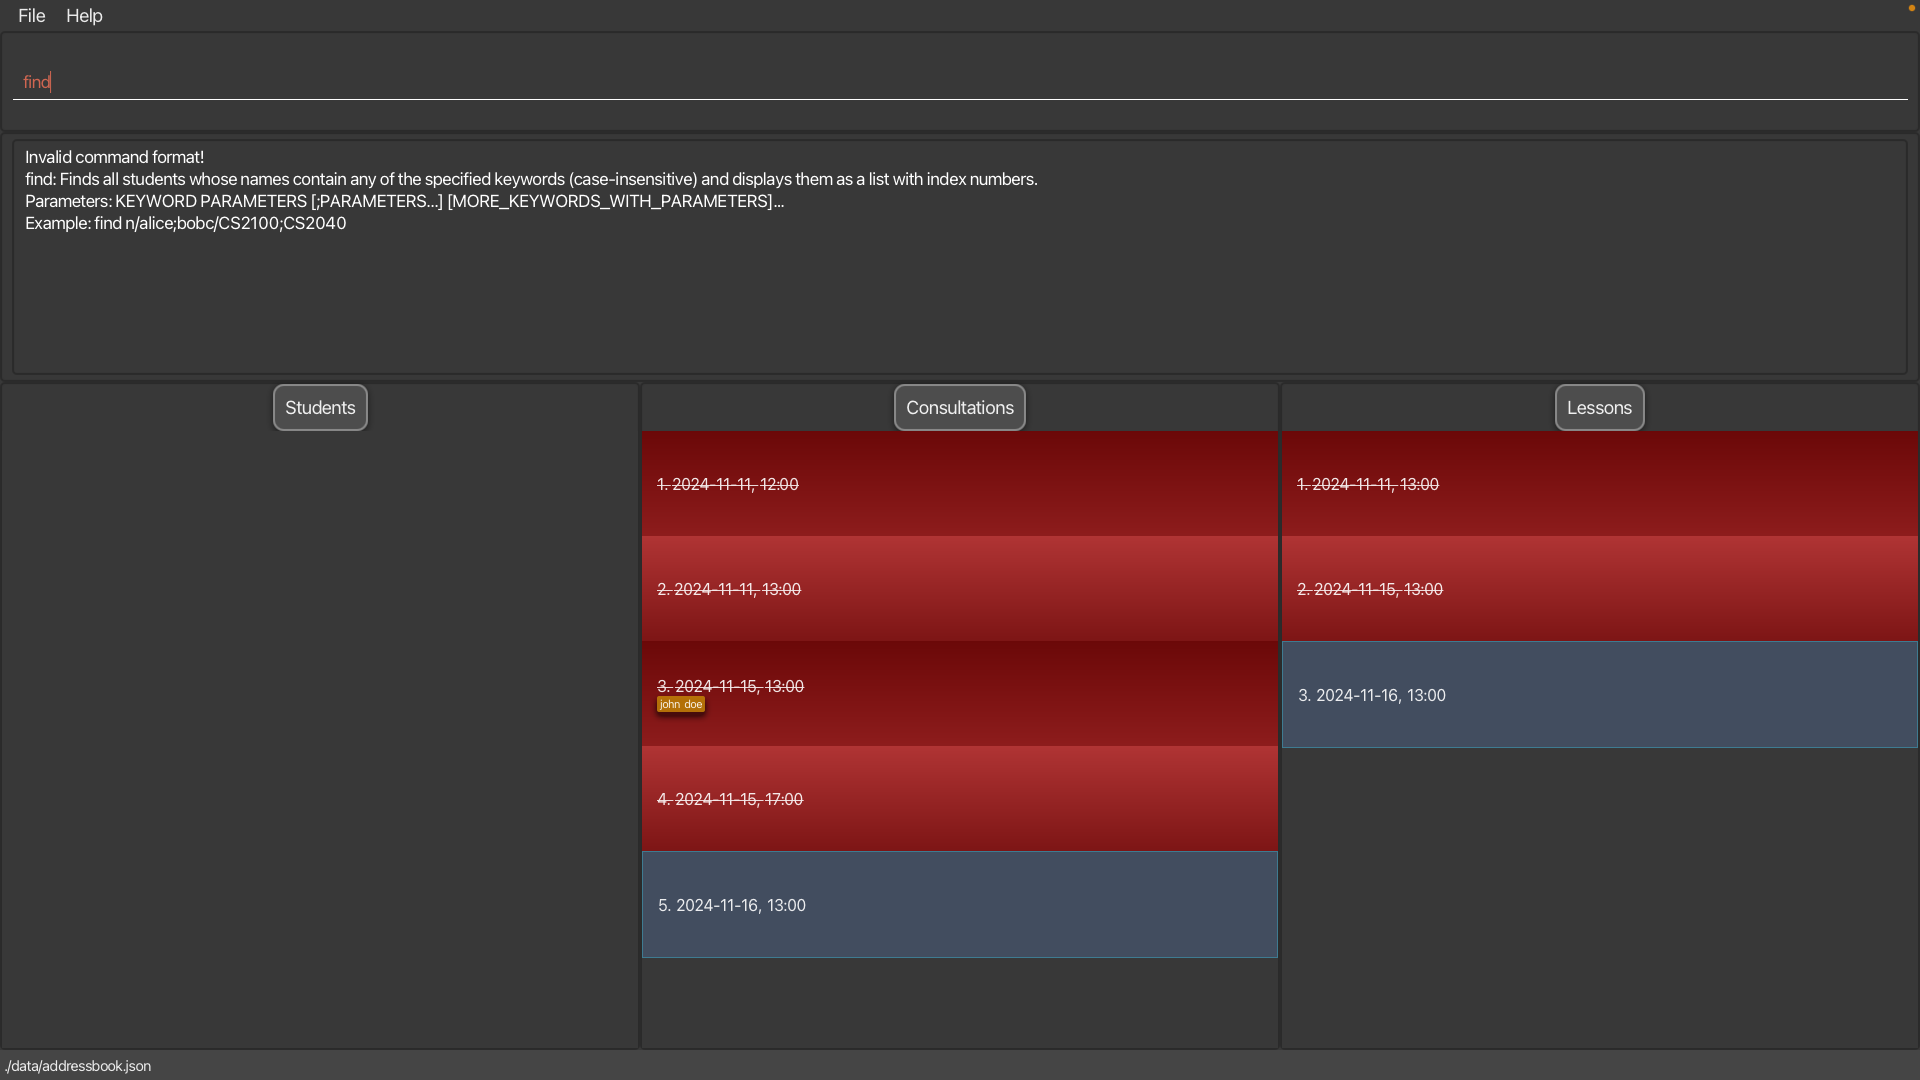 File Help
find
Invalid command format!
find: Finds all students whose names contain any of the specified keywords (case-insensitive) and displays them as a list with index numbers.
Parameters: KEYWORD PARAMETERS [;PARAMETERS...] [MORE_KEYWORDS_WITH_PARAMETERS]...
Example: find n/alice;bobc/CS2100;CS2040
Students
Consultations
1. 2024-11-11, 12:00
2. 2024-11-11, 13:00
3. 2024-11-15, 13:00
john doe
4. 2024-11-15, 17:00
5. 2024-11-16, 13:00
Lessons
1. 2024-11-11, 13:00
2. 2024-11-15, 13:00
3. 2024-11-16, 13:00
./data/addressbook.json